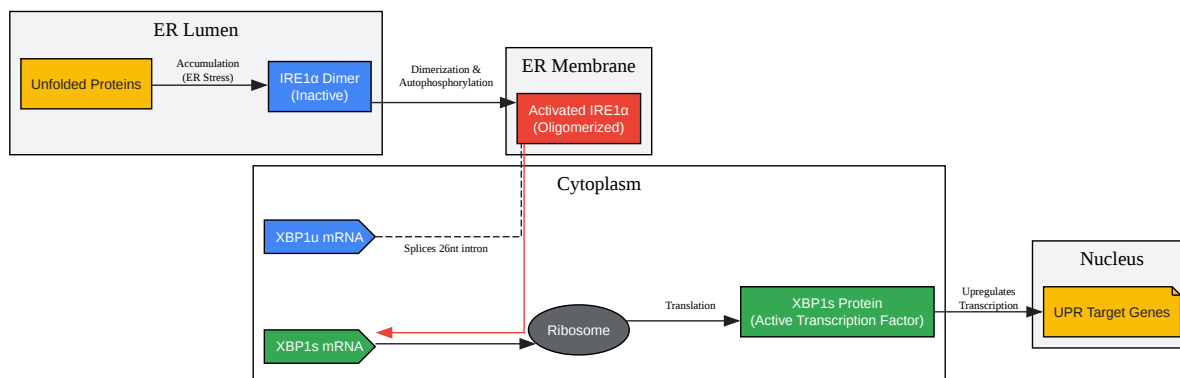 ER Lumen
Unfolded Proteins
Accumulation
(ER Stress)
IRE1α Dimer
(Inactive)
Dimerization &
Autophosphorylation
ER Membrane
Activated IRE1α
(Oligomerized)
Cytoplasm
XBP1u mRNA
Splices 26nt intron
XBP1s mRNA
Ribosome
Translation
XBP1s Protein
(Active Transcription Factor)
Upregulates
Transcription
Nucleus
UPR Target Genes